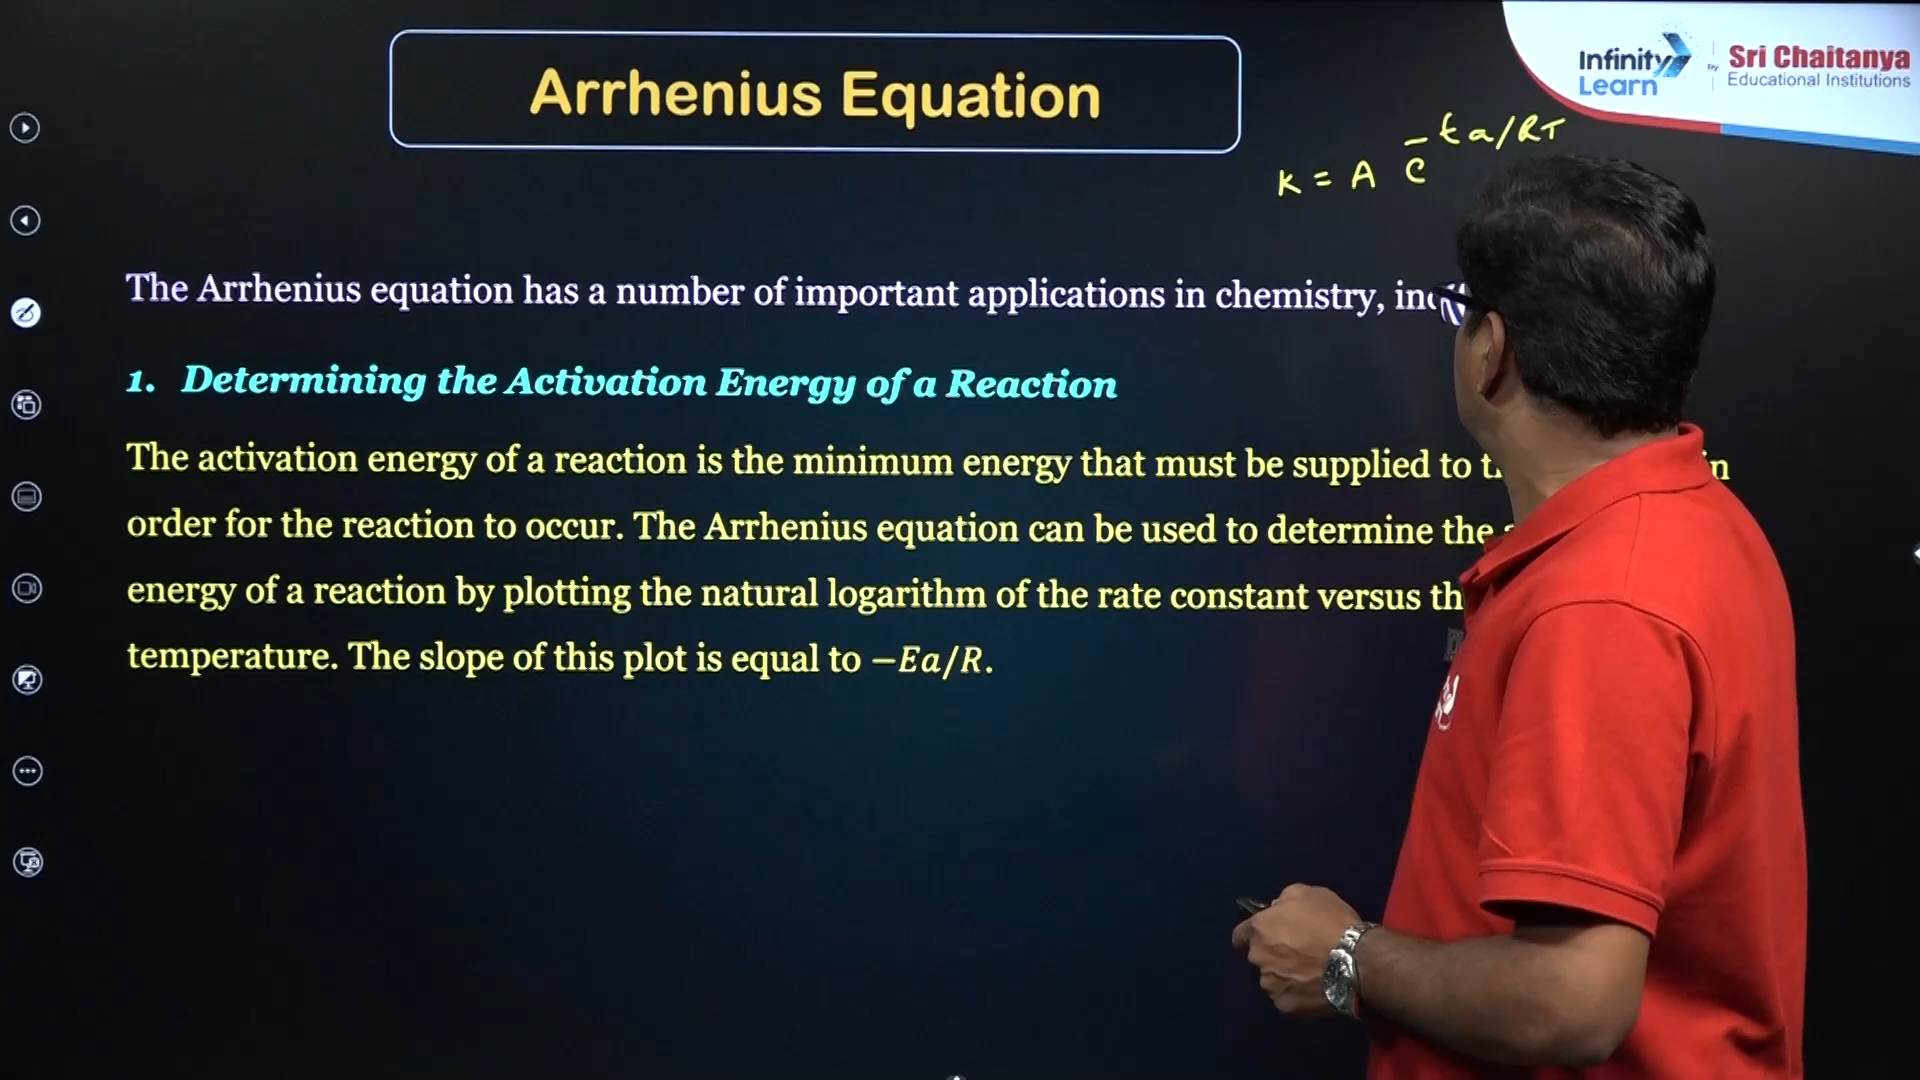 Arrhenius Equation
Infinity Learn
by
Sri Chaitanya
Educational Institutions
K = A e^-Ea/RT
The Arrhenius equation has a number of important applications in chemistry,
1. Determining the Activation Energy of a Reaction
The activation energy of a reaction is the minimum energy that must be supplied to in
order for the reaction to occur. The Arrhenius equation can be used to determine the
energy of a reaction by plotting the natural logarithm of the rate constant versus
temperature. The slope of this plot is equal to −Ea/R.